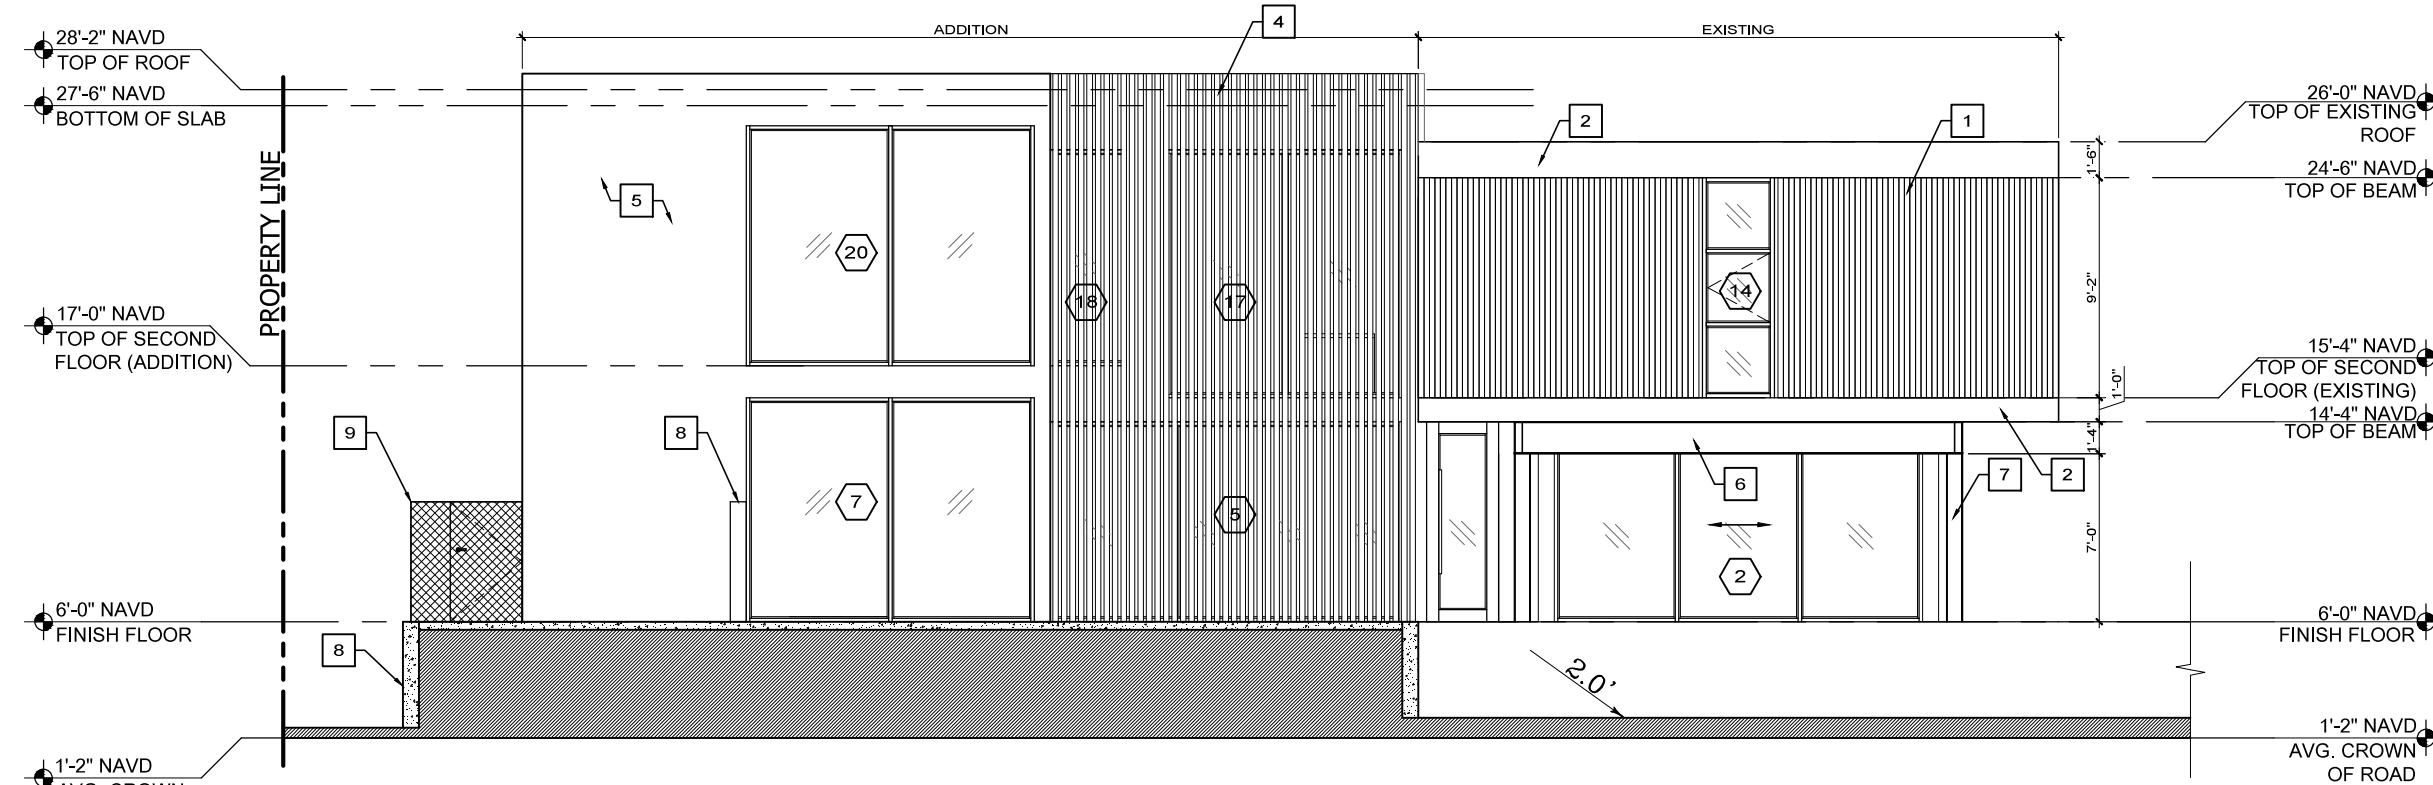 ADDITION
EXISTING
4
28'-2" NAVD
TOP OF ROOF
27'-6" NAVD
BOTTOM OF SLAB
PROPERTY LINE
17'-0" NAVD
TOP OF SECOND
FLOOR (ADDITION)
6'-0" NAVD
FINISH FLOOR
1'-2" NAVD
AVG. CROWN
5
20
18
17
9
8
7
5
8
2
1
14
6
7
2
2
2.0'
1'-6"
9'-2"
1'-0"
1'-4"
7'-0"
26'-0" NAVD
TOP OF EXISTING
ROOF
24'-6" NAVD
TOP OF BEAM
15'-4" NAVD
TOP OF SECOND
FLOOR (EXISTING)
14'-4" NAVD
TOP OF BEAM
6'-0" NAVD
FINISH FLOOR
1'-2" NAVD
AVG. CROWN
OF ROAD